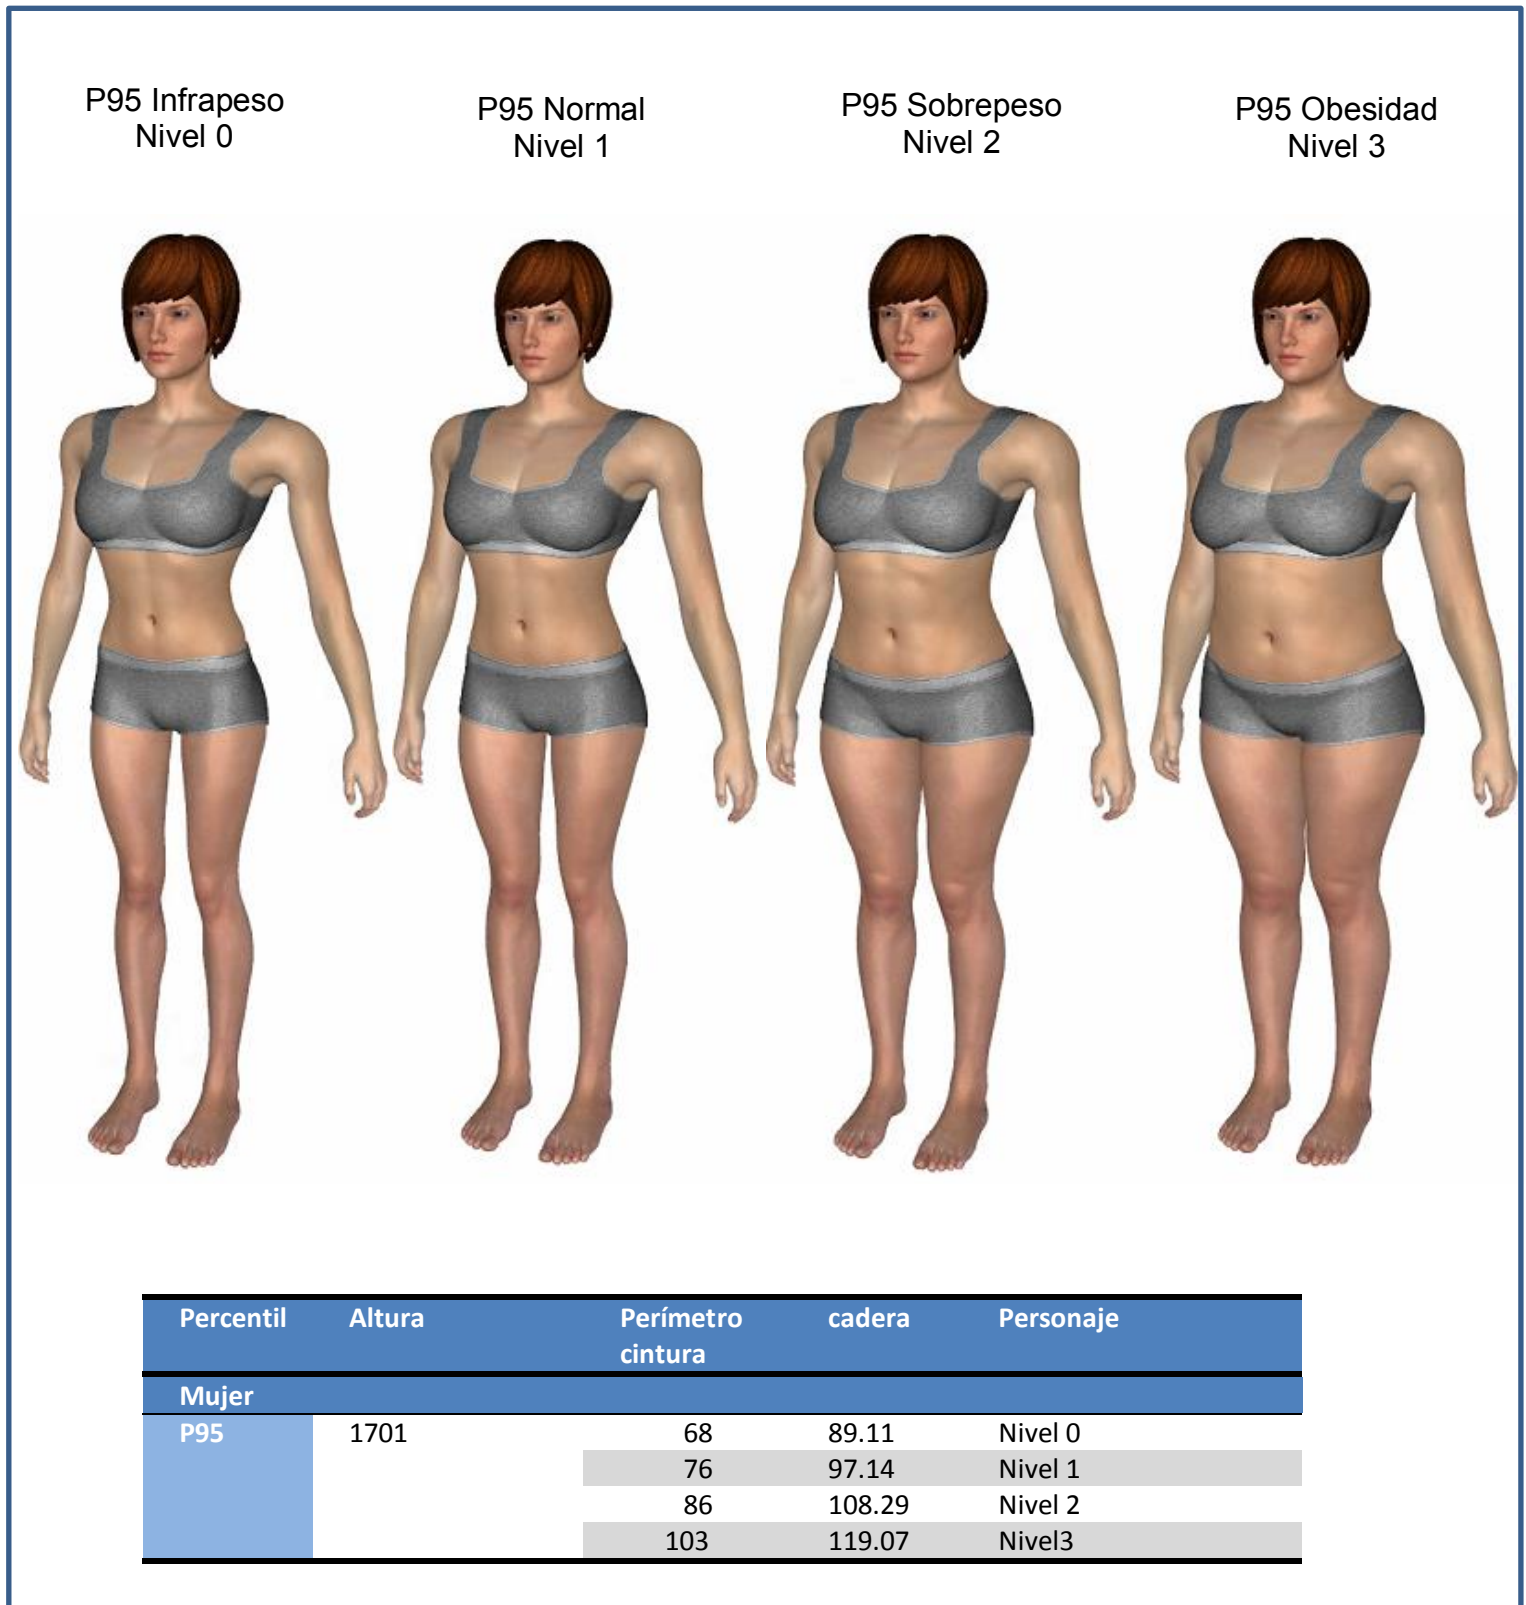 P95 Infrapeso
Nivel 0
P95 Normal
Nivel 1
P95 Sobrepeso
Nivel 2
P95 Obesidad
Nivel 3
Percentil Altura Perímetro cadera Personaje
cintura
Mujer
P95 1701 68 89.11 Nivel 0
76 97.14 Nivel 1
86 108.29 Nivel 2
103 119.07 Nivel3